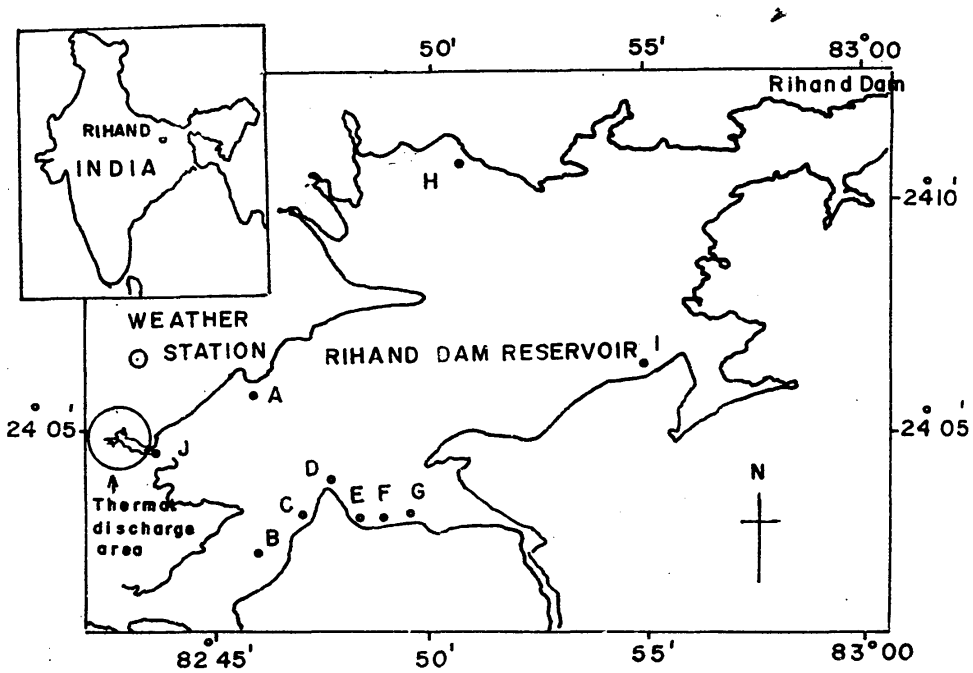 50' 55' 83°00
Rihand Dam
RIHAND
INDIA
H
24°10'
WEATHER
STATION
RIHAND DAM RESERVOIR
I
A
24°05'
24°05'
J
D
N
C
E F G
Thermal
discharge
area
B
82°45' 50' 55' 83°00